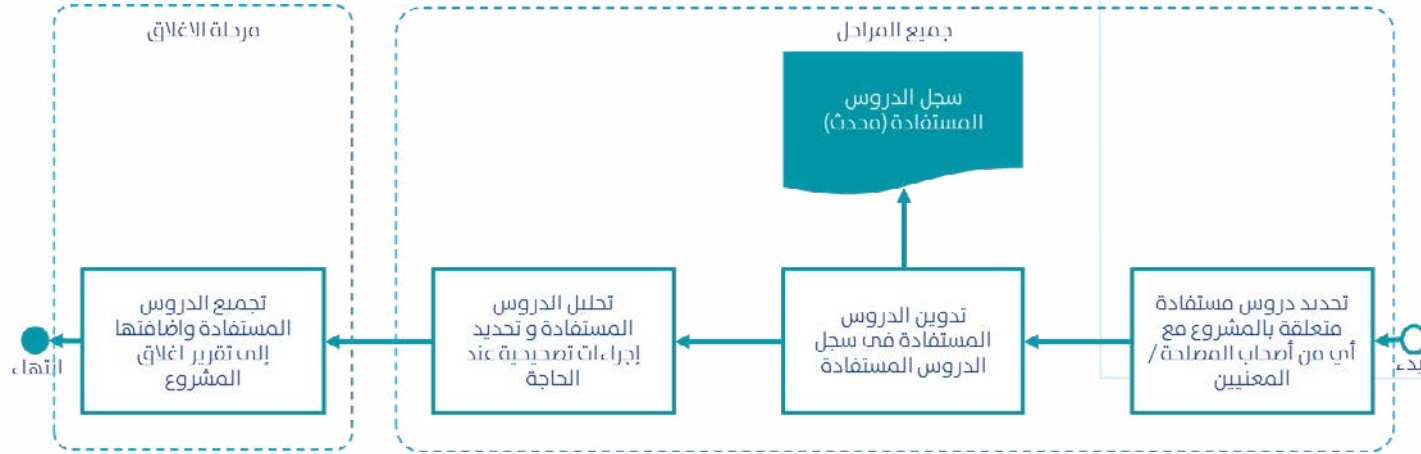 جميع المراحل
مرحلة الاغلاق
سجل الدروس
المستفادة (محدث)
بدء
تحديد دروس مستفادة
متعلقة بالمشروع مع
أي من أصحاب المصلحة /
المعنيين
تدوين الدروس
المستفادة في سجل
الدروس المستفادة
تحليل الدروس
المستفادة و تحديد
إجراءات تصحيحية عند
الحاجة
تجميع الدروس
المستفادة واضافتها
إلى تقرير اغلاق
المشروع
انتهاء